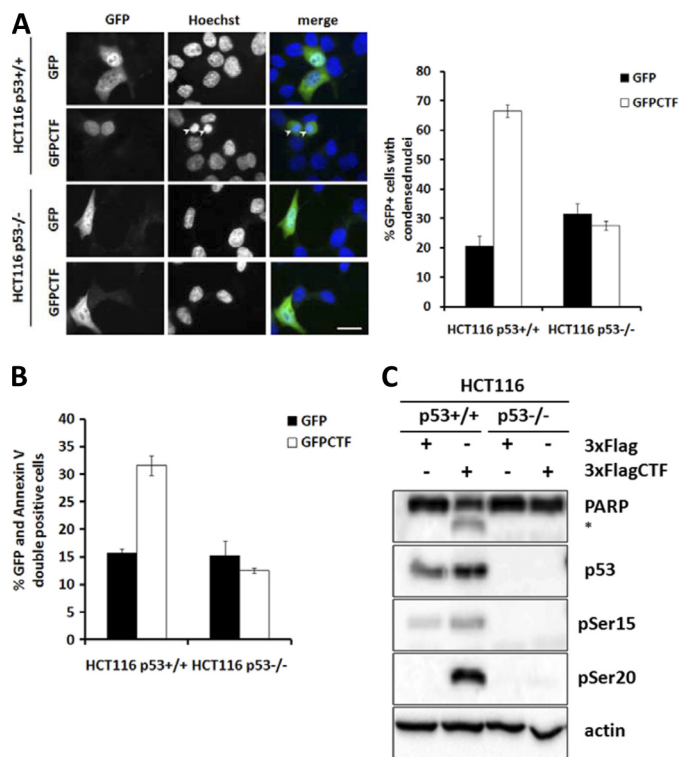 A
GFP Hoechst merge
HCT116 p53+/+
GFP
GFPCTF
HCT116 p53-/-
GFP
GFPCTF
% GFP+ cells with
condensed nuclei
80
70
60
50
40
30
20
10
0
GFP
GFPCTF
HCT116 p53+/+ HCT116 p53-/-
B
% GFP and Annexin V
double positive cells
40
35
30
25
20
15
10
5
0
GFP
GFPCTF
HCT116 p53+/+ HCT116 p53-/-
C
HCT116
p53+/+ p53-/-
+ - + - 3xFlag
- + - + 3xFlagCTF
PARP
*
p53
pSer15
pSer20
actin